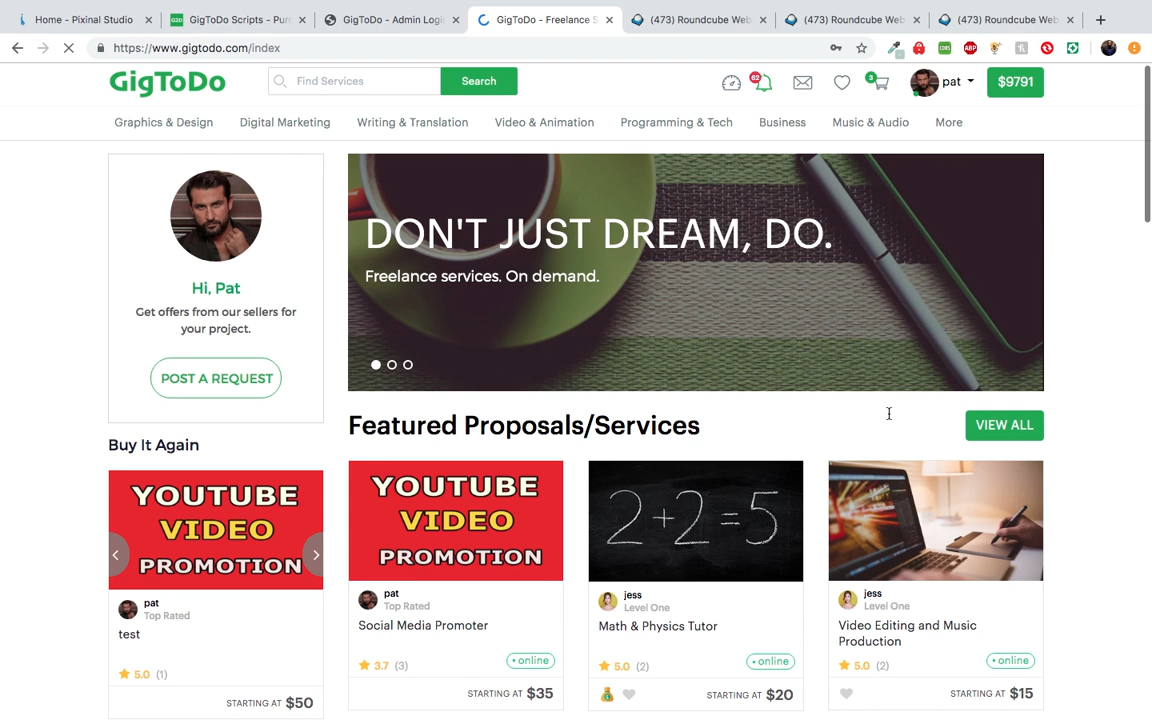 Home - Pixinal Studio
GigToDo Scripts - Pur
GigToDo - Admin Logi
GigToDo - Freelance S
(473) Roundcube Web
(473) Roundcube Web
(473) Roundcube Web
https://www.gigtodo.com/index
CORS
ABP
GigToDo
Find Services
Search
62
3
pat
$9791
Graphics & Design
Digital Marketing
Writing & Translation
Video & Animation
Programming & Tech
Business
Music & Audio
More
Hi, Pat
Get offers from our sellers for
your project.
POST A REQUEST
DON'T JUST DREAM, DO.
Freelance services. On demand.
Buy It Again
YOUTUBE
VIDEO
PROMOTION
pat
Top Rated
test
5.0 (1)
STARTING AT $50
Featured Proposals/Services
VIEW ALL
YOUTUBE
VIDEO
PROMOTION
pat
Top Rated
Social Media Promoter
3.7 (3)
• online
STARTING AT $35
2+2=5
jess
Level One
Math & Physics Tutor
5.0 (2)
• online
STARTING AT $20
jess
Level One
Video Editing and Music
Production
5.0 (2)
• online
STARTING AT $15